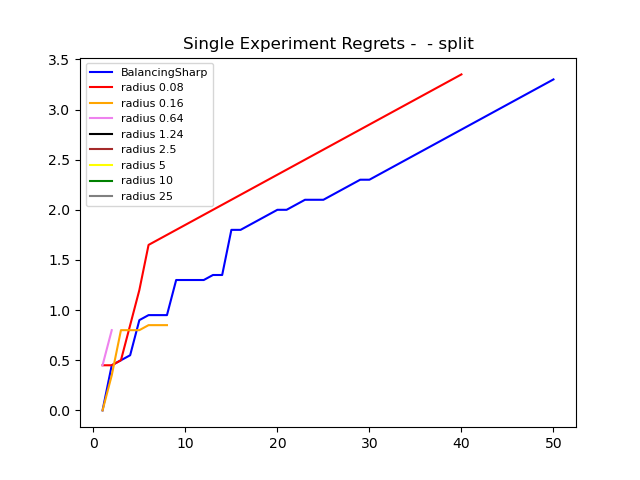 Single Experiment Regrets -  - split
BalancingSharp
radius 0.08
radius 0.16
radius 0.64
radius 1.24
radius 2.5
radius 5
radius 10
radius 25
3.5
3.0
2.5
2.0
1.5
1.0
0.5
0.0
0 10 20 30 40 50